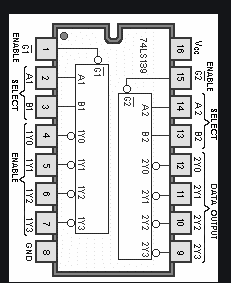 74LS139
ENABLE
G1
SELECT
A1
B1
1Y0
1Y1
1Y2
1Y3
ENABLE
GND
1
2
3
4
5
6
7
8
G1
A1
B1
1Y0
1Y1
1Y2
1Y3
G2
A2
B2
2Y0
2Y1
2Y2
2Y3
16
15
14
13
12
11
10
9
Vcc
ENABLE
G2
A2
B2
SELECT
2Y0
2Y1
2Y2
2Y3
DATA OUTPUT